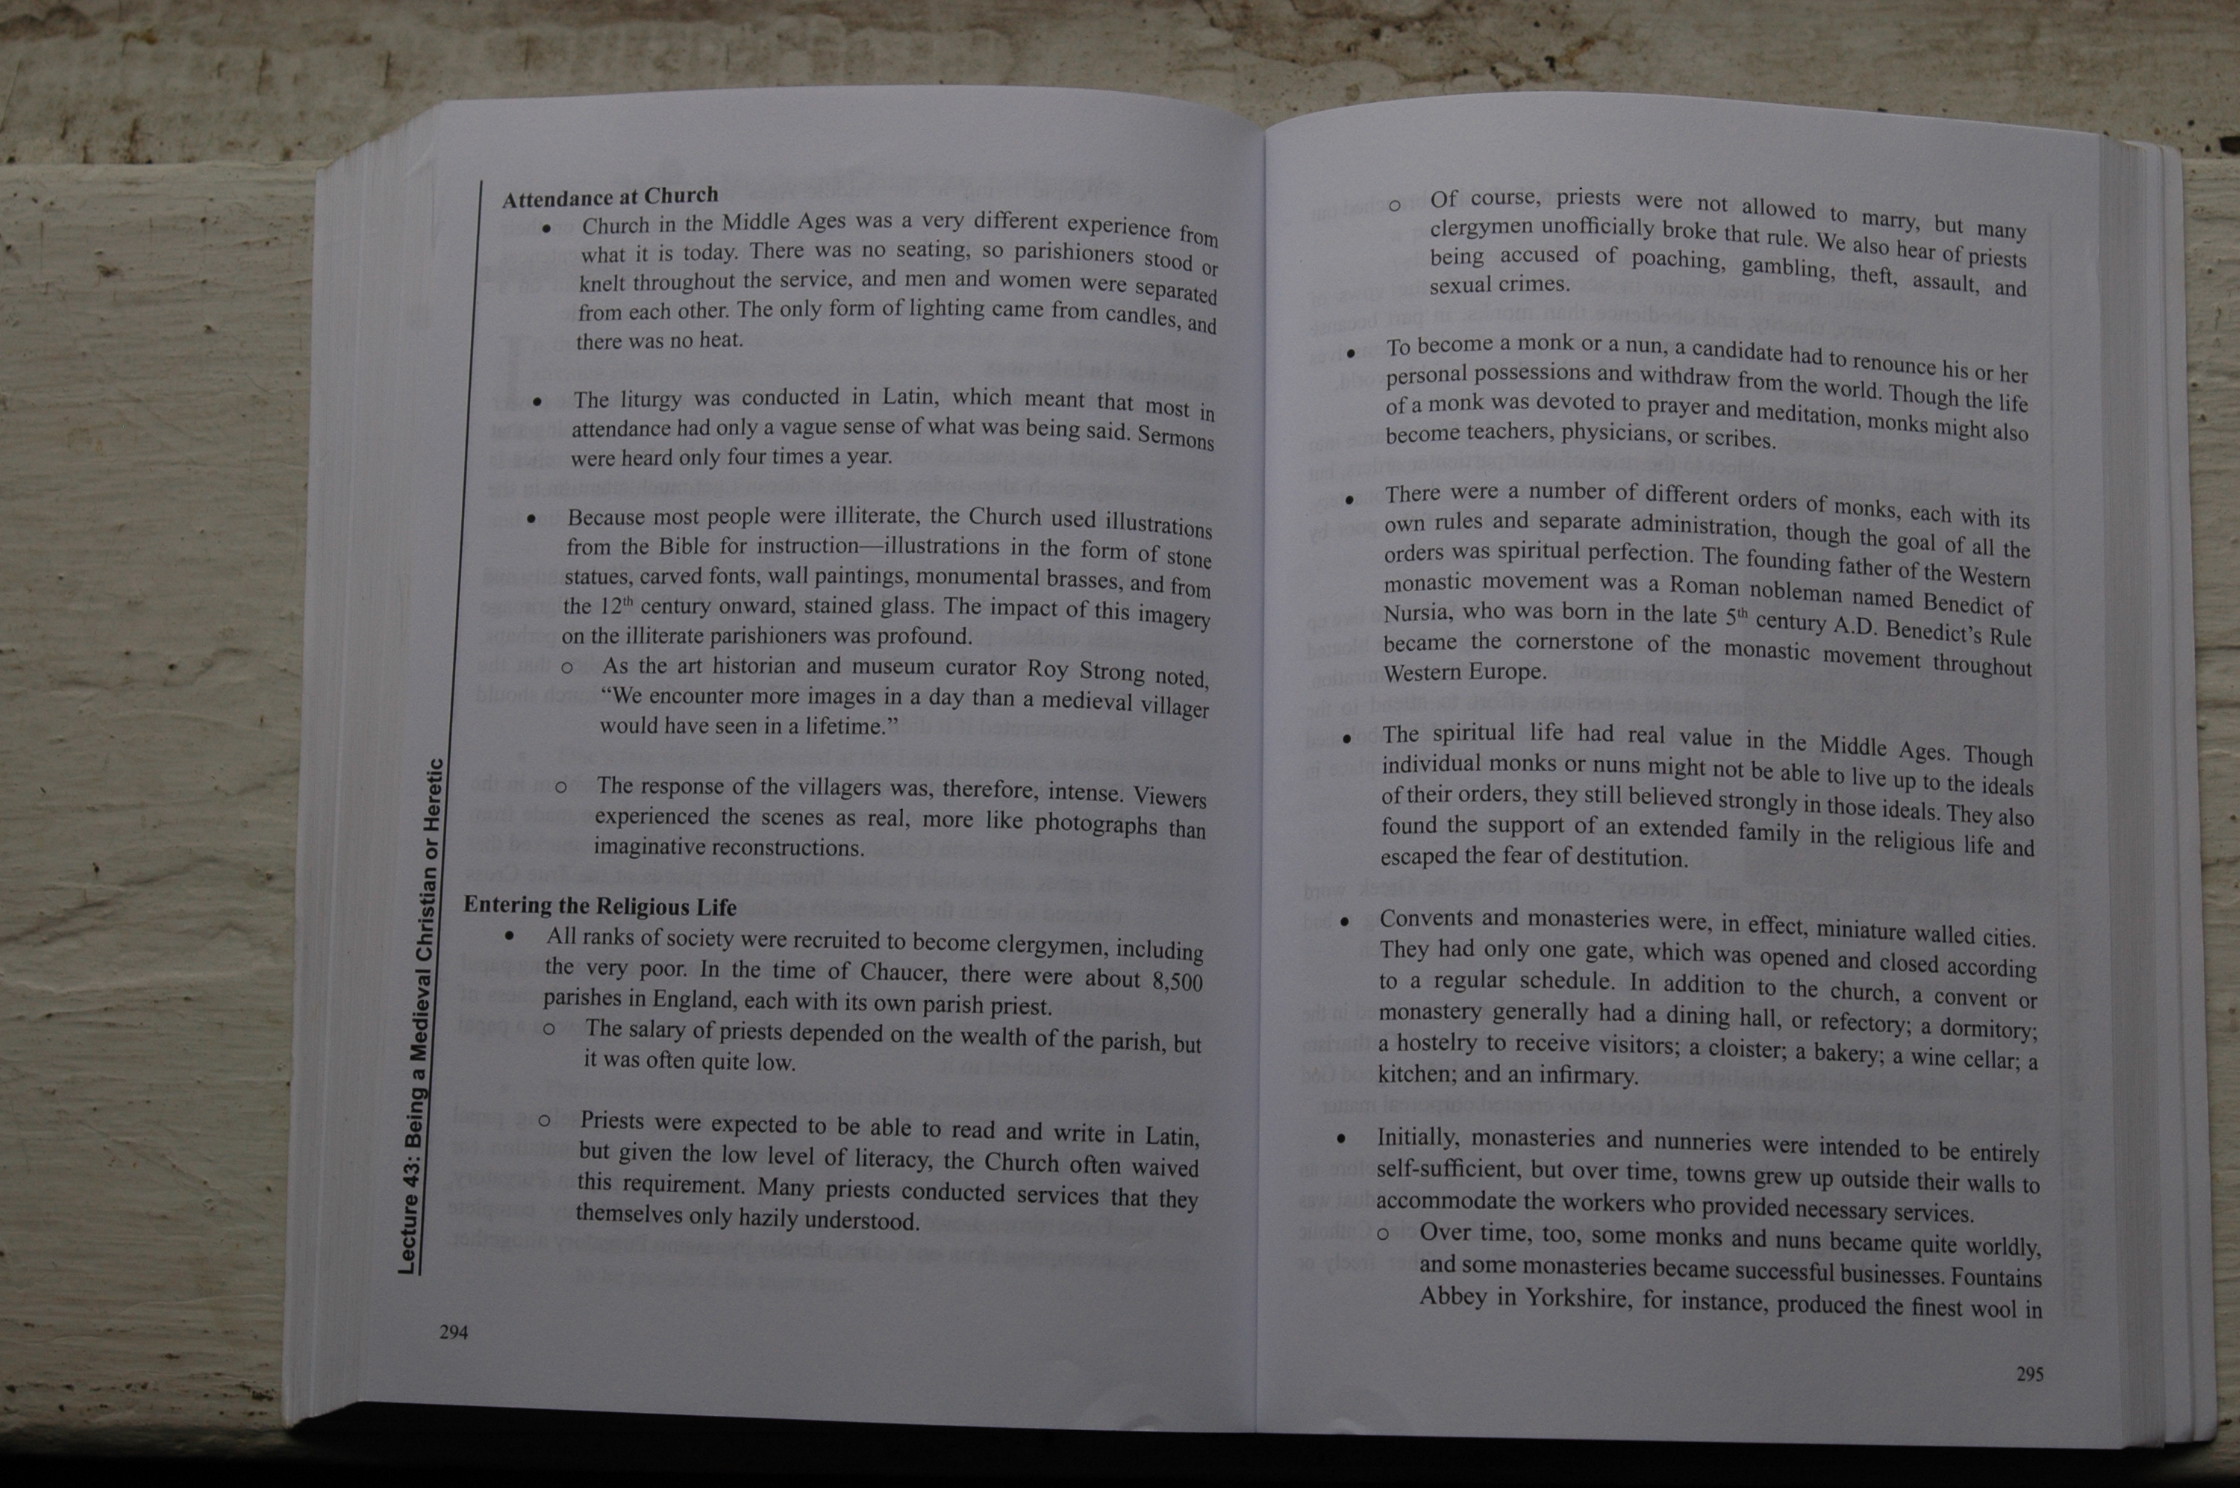 Attendance at Church
• Church in the Middle Ages was a very different experience from
what it is today. There was no seating, so parishioners stood or
knelt throughout the service, and men and women were separated
from each other. The only form of lighting came from candles, and
there was no heat.
• The liturgy was conducted in Latin, which meant that most in
attendance had only a vague sense of what was being said. Sermons
were heard only four times a year.
• Because most people were illiterate, the Church used illustrations
from the Bible for instruction—illustrations in the form of stone
statues, carved fonts, wall paintings, monumental brasses, and from
the 12th century onward, stained glass. The impact of this imagery
on the illiterate parishioners was profound.
o As the art historian and museum curator Roy Strong noted,
“We encounter more images in a day than a medieval villager
would have seen in a lifetime.”
o The response of the villagers was, therefore, intense. Viewers
experienced the scenes as real, more like photographs than
imaginative reconstructions.
Entering the Religious Life
• All ranks of society were recruited to become clergymen, including
the very poor. In the time of Chaucer, there were about 8,500
parishes in England, each with its own parish priest.
o The salary of priests depended on the wealth of the parish, but
it was often quite low.
o Priests were expected to be able to read and write in Latin,
but given the low level of literacy, the Church often waived
this requirement. Many priests conducted services that they
themselves only hazily understood.
Lecture 43: Being a Medieval Christian or Heretic
294
o Of course, priests were not allowed to marry, but many
clergymen unofficially broke that rule. We also hear of priests
being accused of poaching, gambling, theft, assault, and
sexual crimes.
• To become a monk or a nun, a candidate had to renounce his or her
personal possessions and withdraw from the world. Though the life
of a monk was devoted to prayer and meditation, monks might also
become teachers, physicians, or scribes.
• There were a number of different orders of monks, each with its
own rules and separate administration, though the goal of all the
orders was spiritual perfection. The founding father of the Western
monastic movement was a Roman nobleman named Benedict of
Nursia, who was born in the late 5th century A.D. Benedict’s Rule
became the cornerstone of the monastic movement throughout
Western Europe.
• The spiritual life had real value in the Middle Ages. Though
individual monks or nuns might not be able to live up to the ideals
of their orders, they still believed strongly in those ideals. They also
found the support of an extended family in the religious life and
escaped the fear of destitution.
• Convents and monasteries were, in effect, miniature walled cities.
They had only one gate, which was opened and closed according
to a regular schedule. In addition to the church, a convent or
monastery generally had a dining hall, or refectory; a dormitory;
a hostelry to receive visitors; a cloister; a bakery; a wine cellar; a
kitchen; and an infirmary.
• Initially, monasteries and nunneries were intended to be entirely
self-sufficient, but over time, towns grew up outside their walls to
accommodate the workers who provided necessary services.
o Over time, too, some monks and nuns became quite worldly,
and some monasteries became successful businesses. Fountains
Abbey in Yorkshire, for instance, produced the finest wool in
295